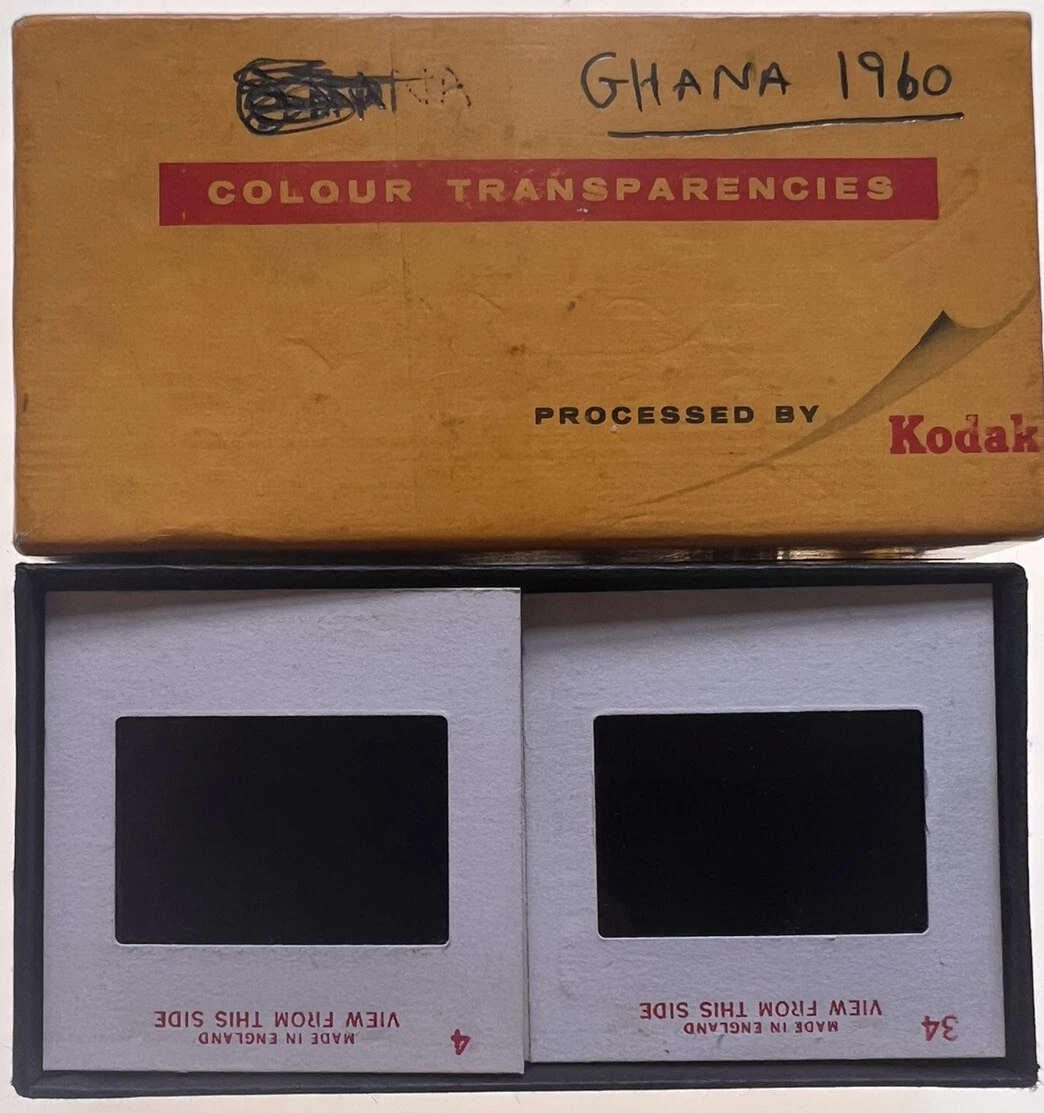 GHANA 1960
COLOUR TRANSPARENCIES
PROCESSED BY
Kodak
4
VIEW FROM THIS SIDE
MADE IN ENGLAND
34
VIEW FROM THIS SIDE
MADE IN ENGLAND